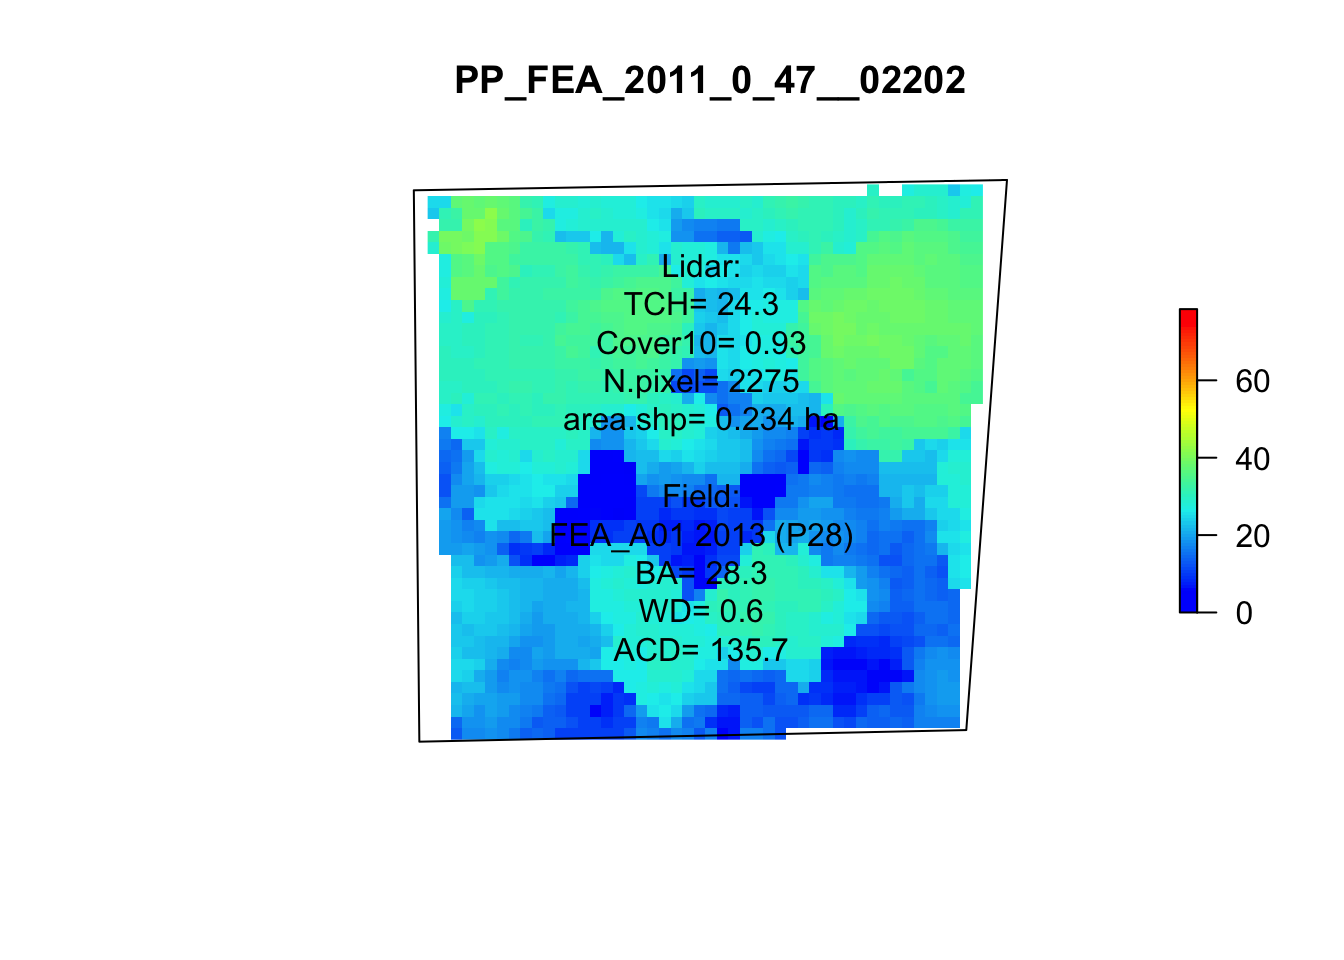 PP_FEA_2011_0_47__02202
Lidar:
TCH= 24.3
Cover10= 0.93
N.pixel= 2275
area.shp= 0.234 ha
Field:
FEA_A01 2013 (P28)
BA= 28.3
WD= 0.6
ACD= 135.7
60
40
20
0